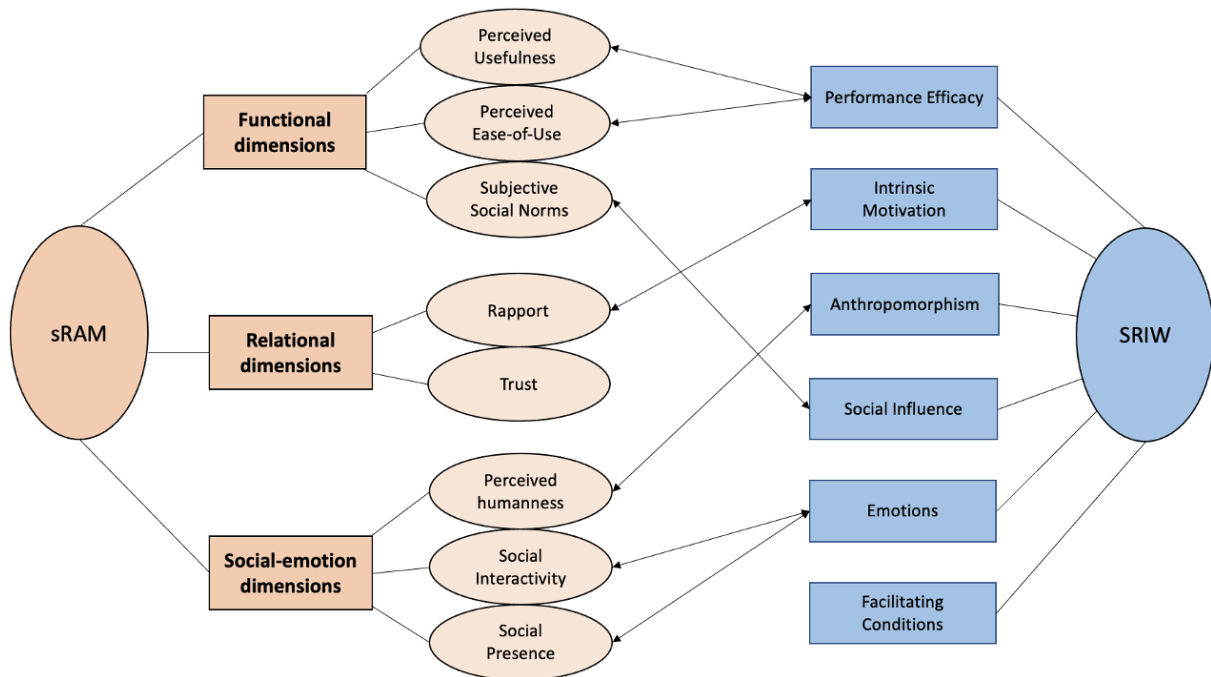 sRAM
Functional
dimensions
Relational
dimensions
Social-emotion
dimensions
Perceived
Usefulness
Perceived
Ease-of-Use
Subjective
Social Norms
Rapport
Trust
Perceived
humanness
Social
Interactivity
Social
Presence
Performance Efficacy
Intrinsic
Motivation
Anthropomorphism
Social Influence
Emotions
Facilitating
Conditions
SRIW